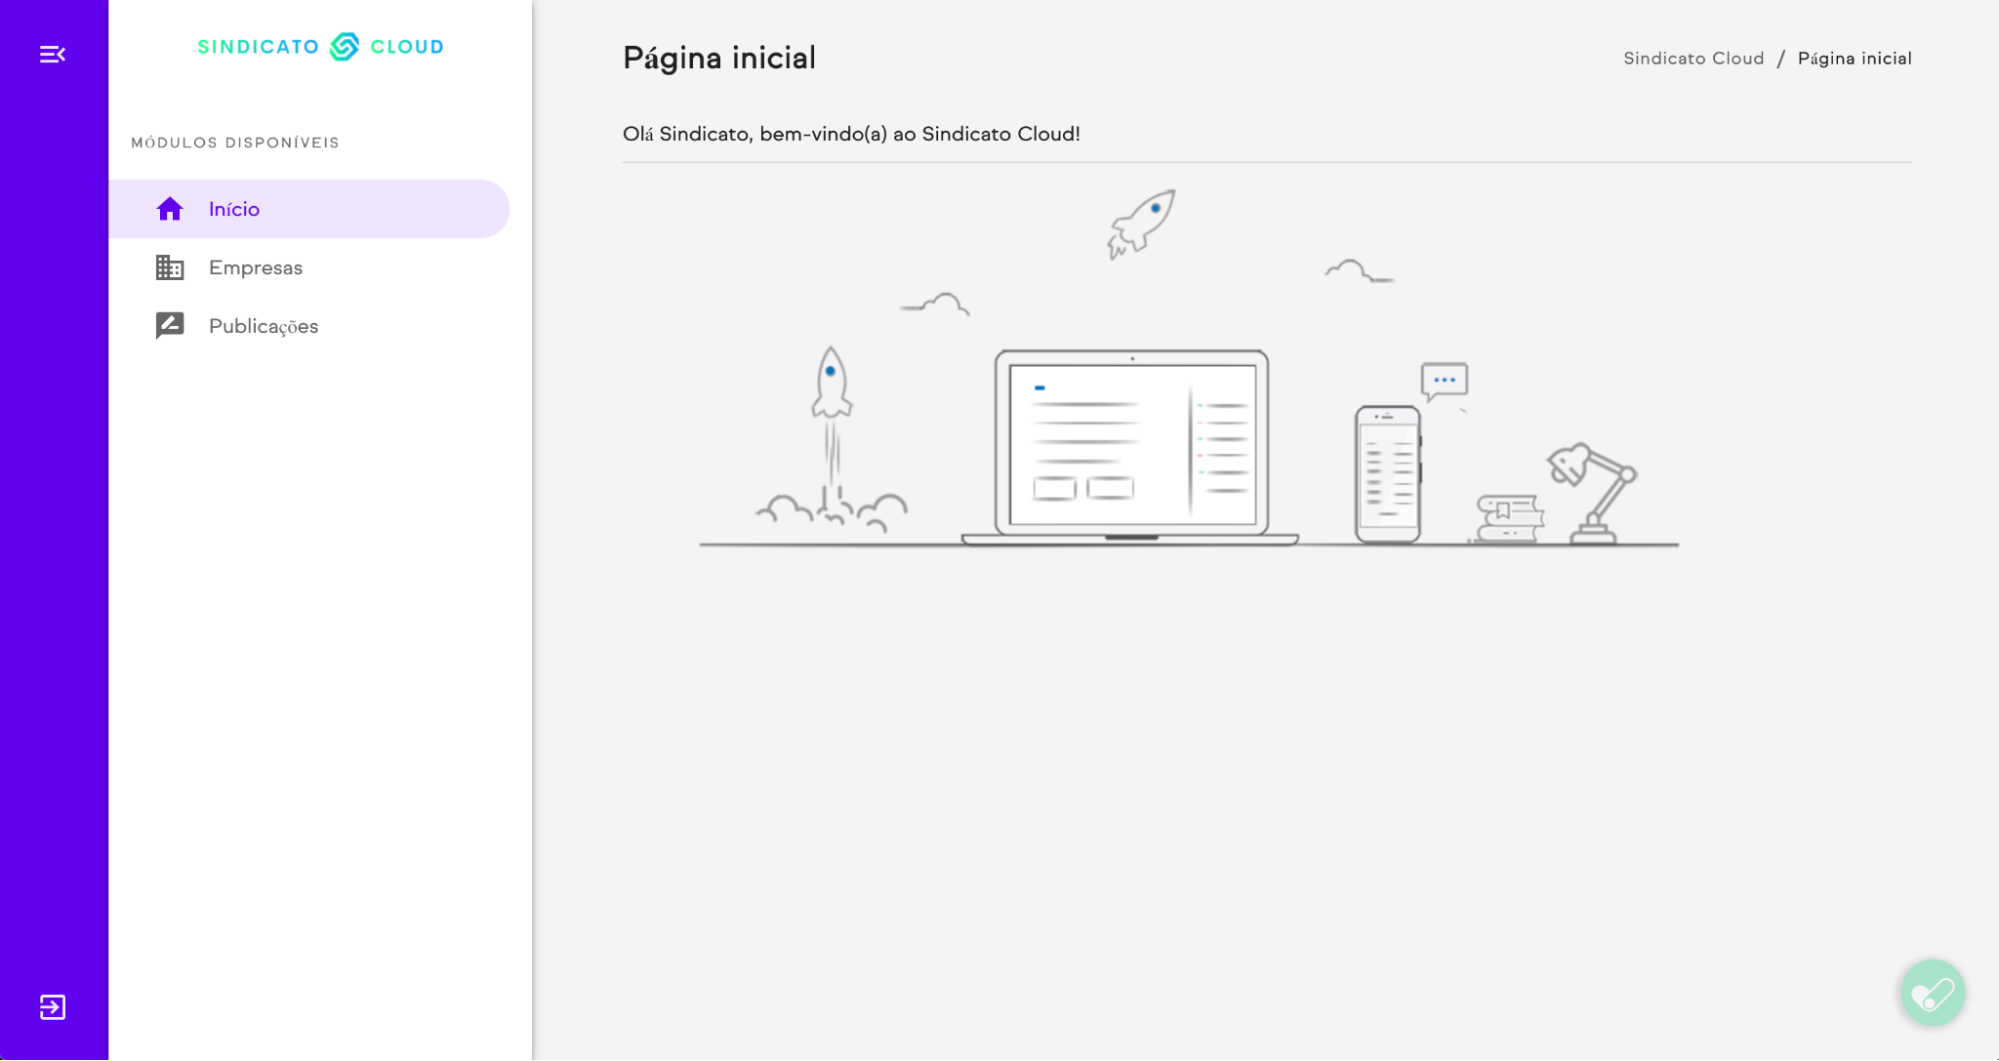 SINDICATO CLOUD
MÓDULOS DISPONÍVEIS
Início
Empresas
Publicações
Página inicial
Sindicato Cloud / Página inicial
Olá Sindicato, bem-vindo(a) ao Sindicato Cloud!